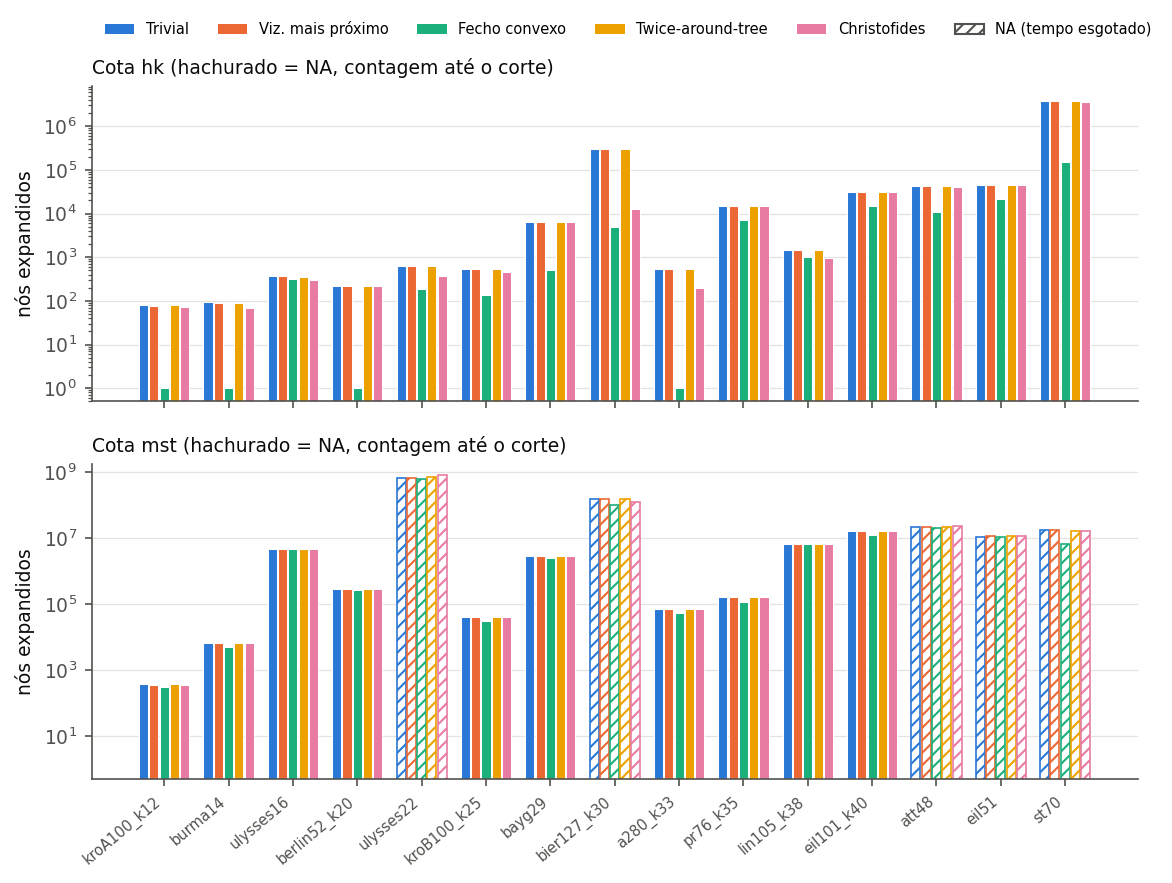 Trivial Viz. mais próximo Fecho convexo Twice-around-tree Christofides NA (tempo esgotado)
Cota hk (hachurado = NA, contagem até o corte)
nós expandidos
10^6
10^5
10^4
10^3
10^2
10^1
10^0
Cota mst (hachurado = NA, contagem até o corte)
nós expandidos
10^9
10^7
10^5
10^3
10^1
kroA100_k12
burma14
ulysses16
berlin52_k20
ulysses22
kroB100_k25
bayg29
bier127_k30
a280_k33
pr76_k35
lin105_k38
eil101_k40
att48
eil51
st70